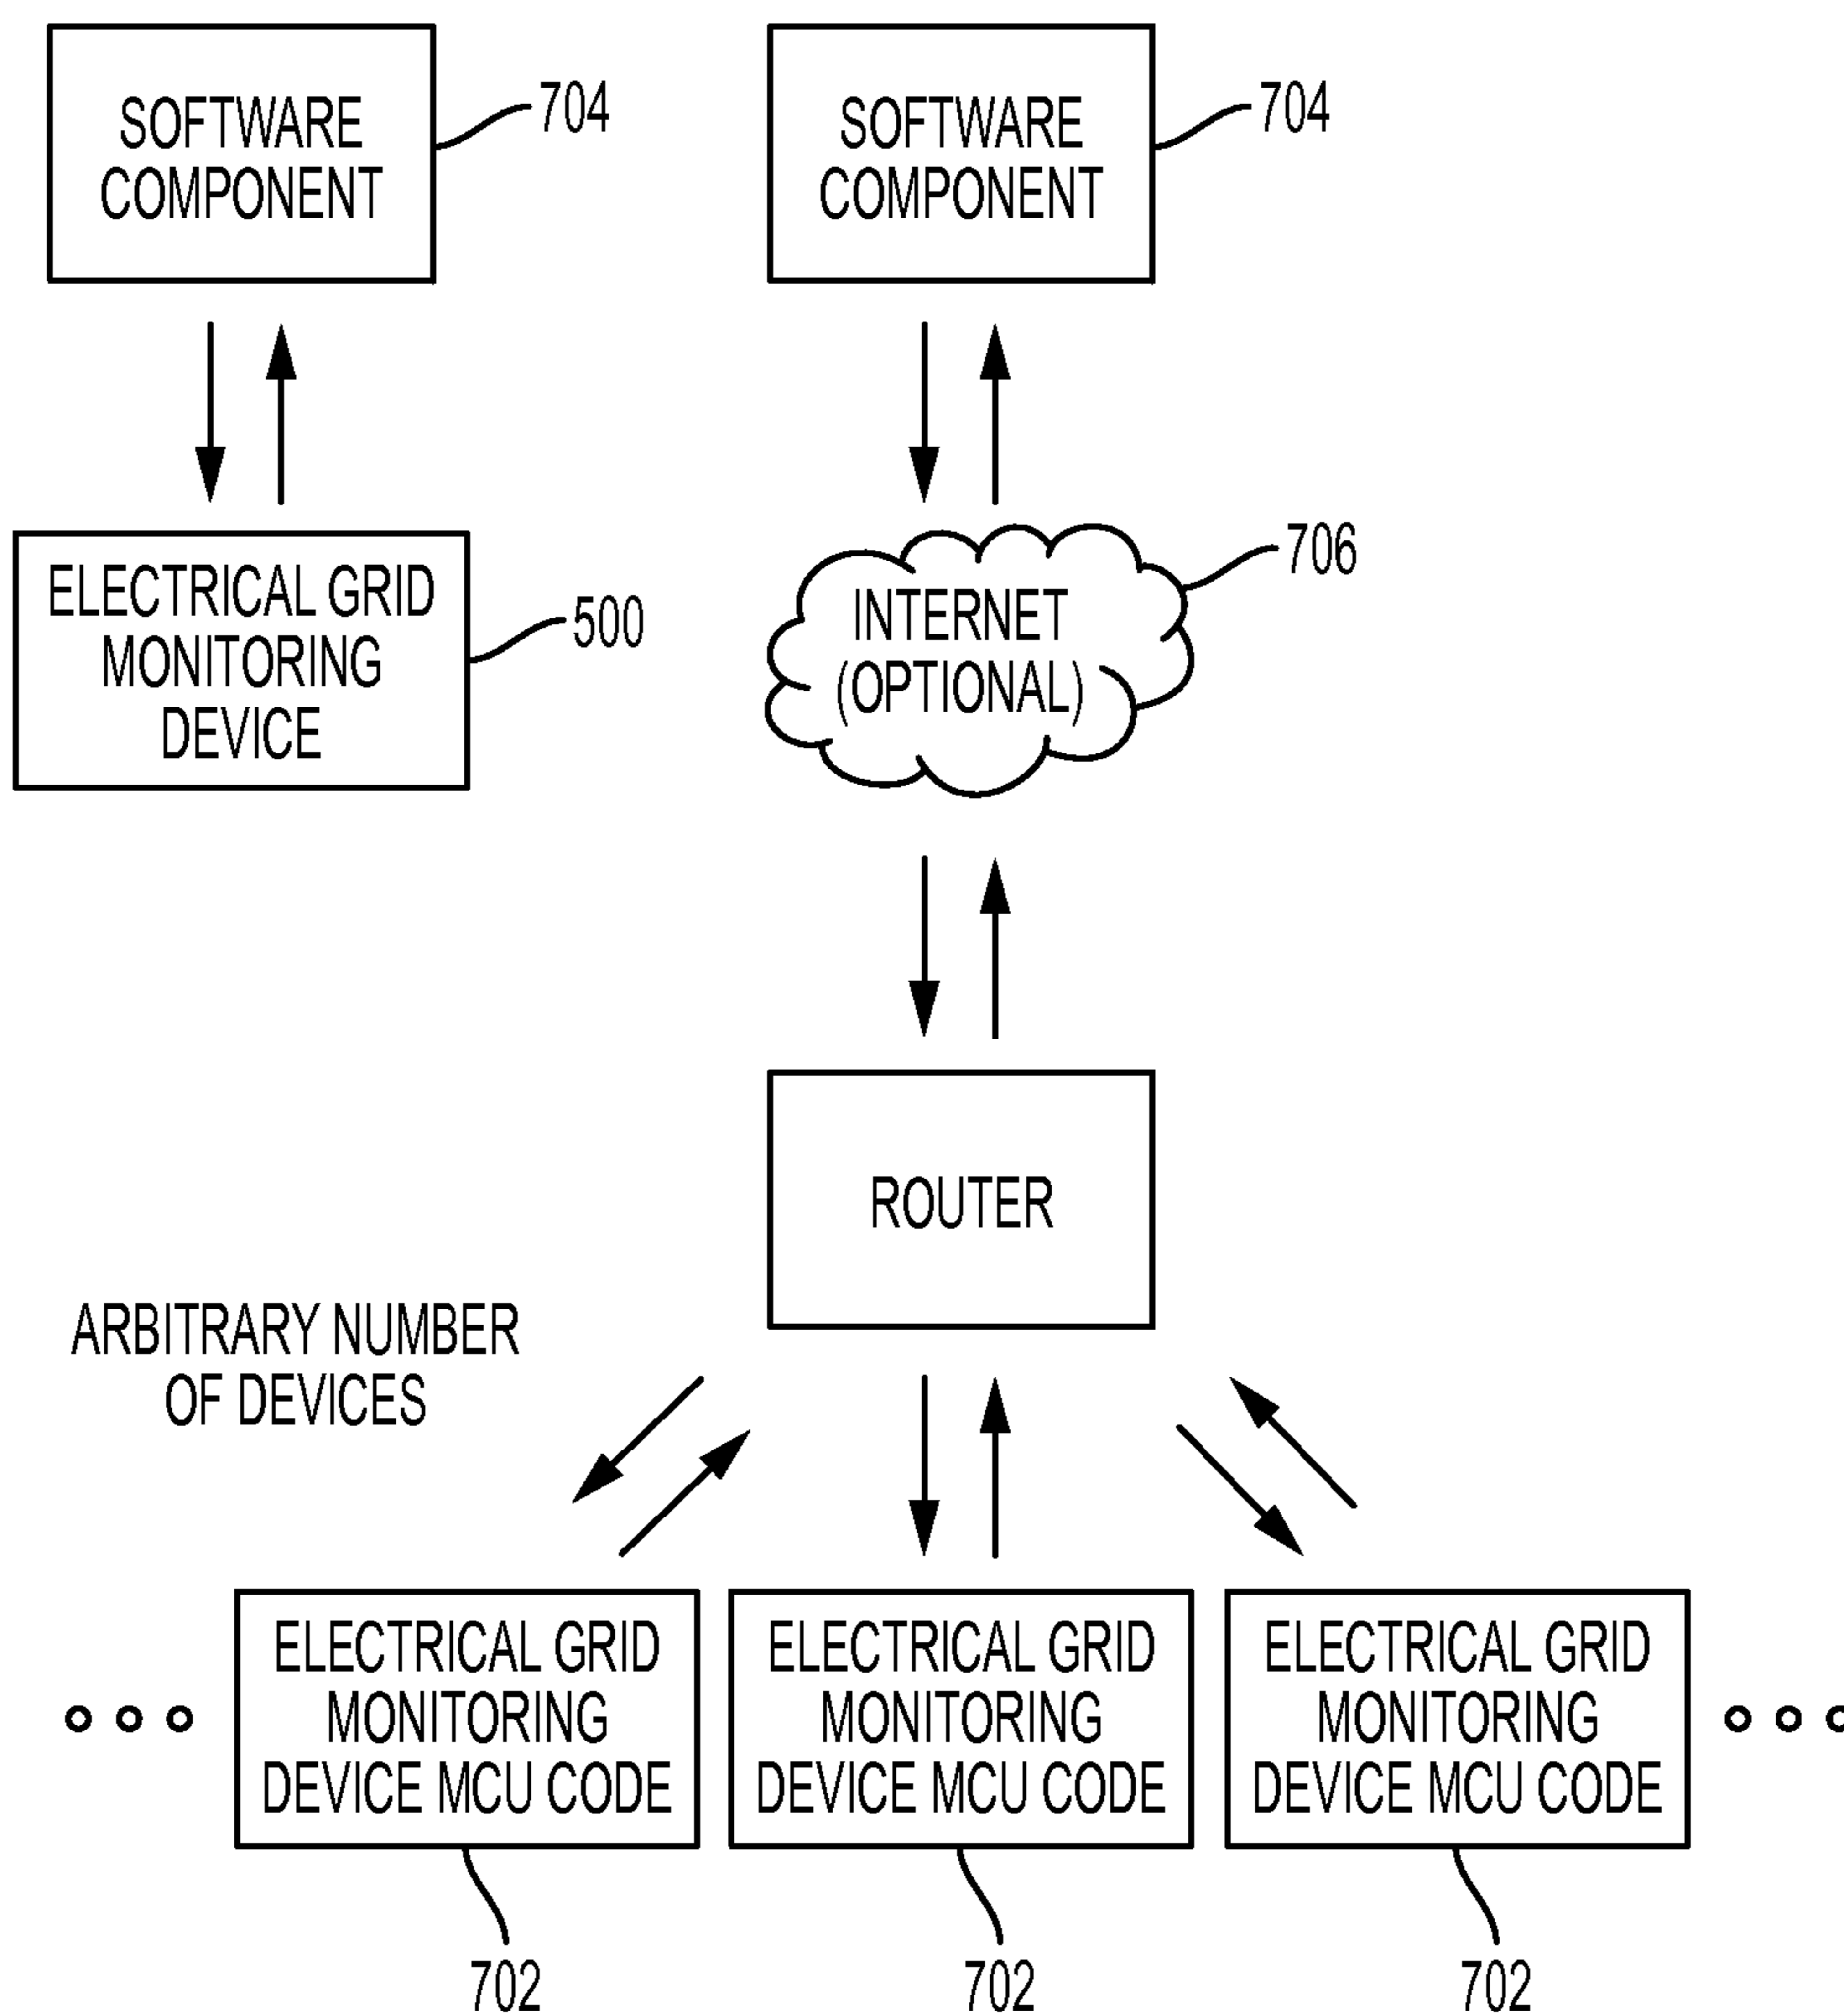 SOFTWARE
COMPONENT
704
SOFTWARE
COMPONENT
704
ELECTRICAL GRID
MONITORING
DEVICE
500
INTERNET
(OPTIONAL)
706
ROUTER
ARBITRARY NUMBER
OF DEVICES
ELECTRICAL GRID
MONITORING
DEVICE MCU CODE
702
ELECTRICAL GRID
MONITORING
DEVICE MCU CODE
702
ELECTRICAL GRID
MONITORING
DEVICE MCU CODE
702